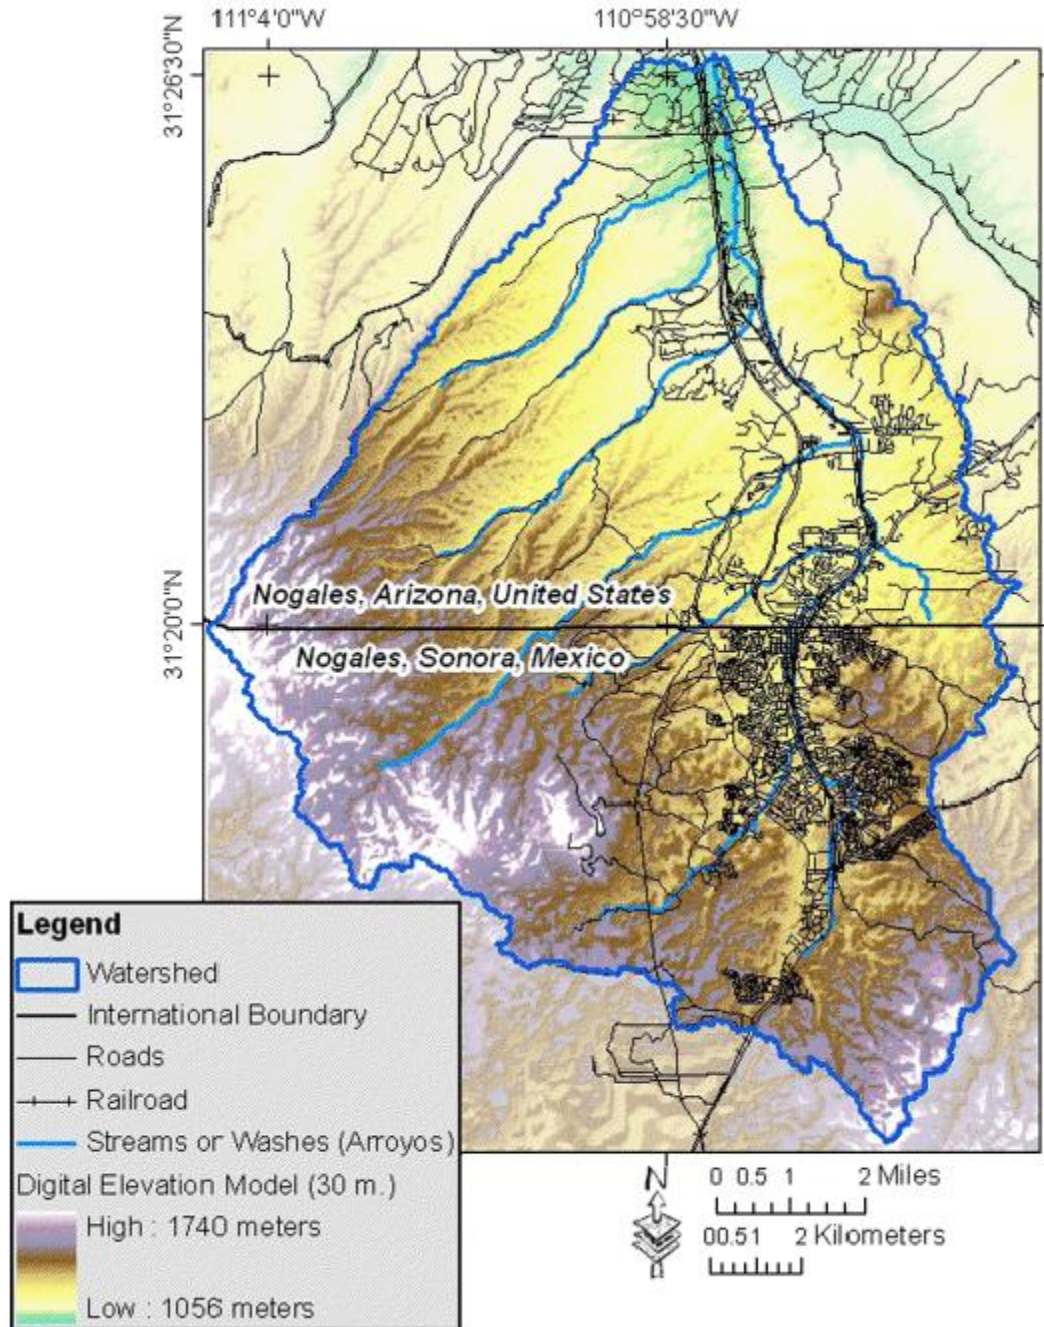 111°4'0"W 110°58'30"W
31°26'30"N
31°20'0"N
Nogales, Arizona, United States
Nogales, Sonora, Mexico
Legend
Watershed
International Boundary
Roads
Railroad
Streams or Washes (Arroyos)
Digital Elevation Model (30 m.)
High : 1740 meters
Low : 1056 meters
N
0 0.5 1 2 Miles
00.51 2 Kilometers